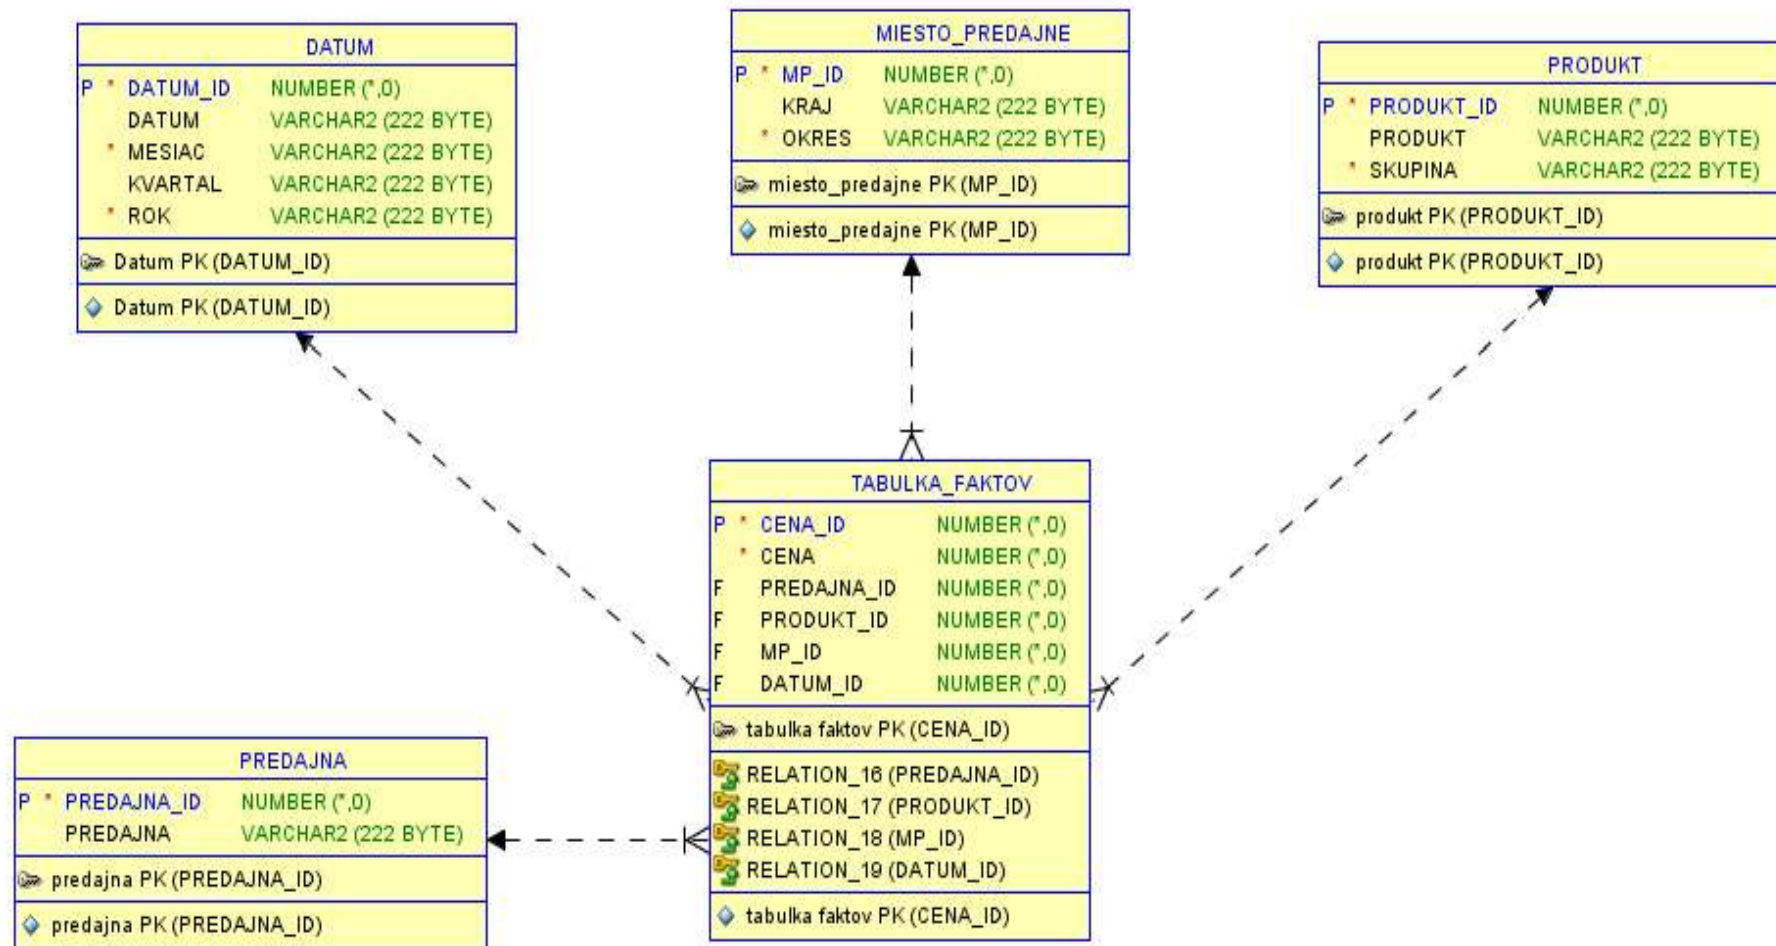 DATUM
P * DATUM_ID NUMBER (*,0)
DATUM VARCHAR2 (222 BYTE)
* MESIAC VARCHAR2 (222 BYTE)
KVARTAL VARCHAR2 (222 BYTE)
* ROK VARCHAR2 (222 BYTE)
Datum PK (DATUM_ID)
Datum PK (DATUM_ID)
MIESTO_PREDAJNE
P * MP_ID NUMBER (*,0)
KRAJ VARCHAR2 (222 BYTE)
* OKRES VARCHAR2 (222 BYTE)
miesto_predajne PK (MP_ID)
miesto_predajne PK (MP_ID)
PRODUKT
P * PRODUKT_ID NUMBER (*,0)
PRODUKT VARCHAR2 (222 BYTE)
* SKUPINA VARCHAR2 (222 BYTE)
produkt PK (PRODUKT_ID)
produkt PK (PRODUKT_ID)
TABULKA_FAKTOV
P * CENA_ID NUMBER (*,0)
* CENA NUMBER (*,0)
F PREDAJNA_ID NUMBER (*,0)
F PRODUKT_ID NUMBER (*,0)
F MP_ID NUMBER (*,0)
F DATUM_ID NUMBER (*,0)
tabulka faktov PK (CENA_ID)
RELATION_16 (PREDAJNA_ID)
RELATION_17 (PRODUKT_ID)
RELATION_18 (MP_ID)
RELATION_19 (DATUM_ID)
tabulka faktov PK (CENA_ID)
PREDAJNA
P * PREDAJNA_ID NUMBER (*,0)
PREDAJNA VARCHAR2 (222 BYTE)
predajna PK (PREDAJNA_ID)
predajna PK (PREDAJNA_ID)